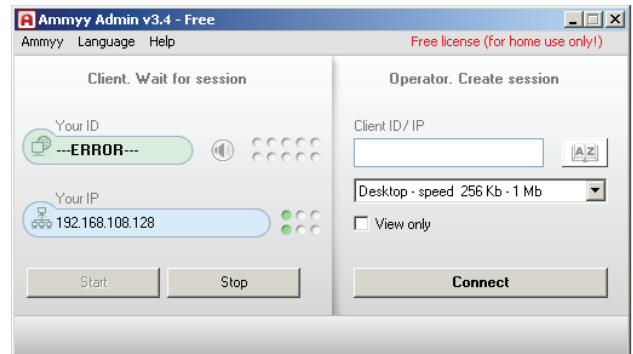 Ammyy Admin v3.4 - Free
Ammyy Language Help
Free license (for home use only!)
Client. Wait for session
Your ID
---ERROR---
Your IP
192.168.108.128
Start
Stop
Operator. Create session
Client ID / IP
A Z
Desktop - speed 256 Kb - 1 Mb
View only
Connect